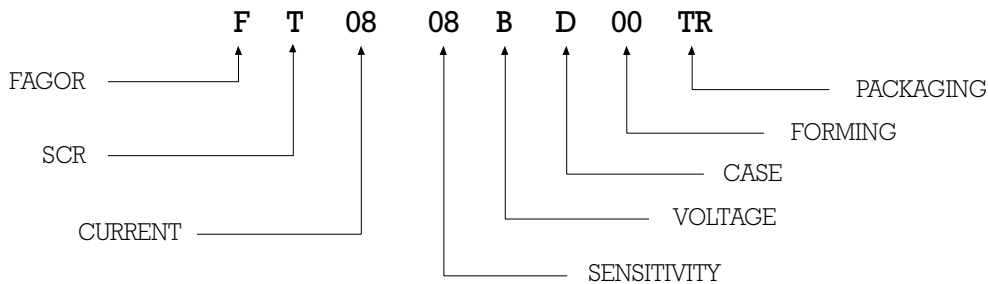 F T 08 08 B D 00 TR
FAGOR
PACKAGING
FORMING
SCR
CASE
VOLTAGE
CURRENT
SENSITIVITY